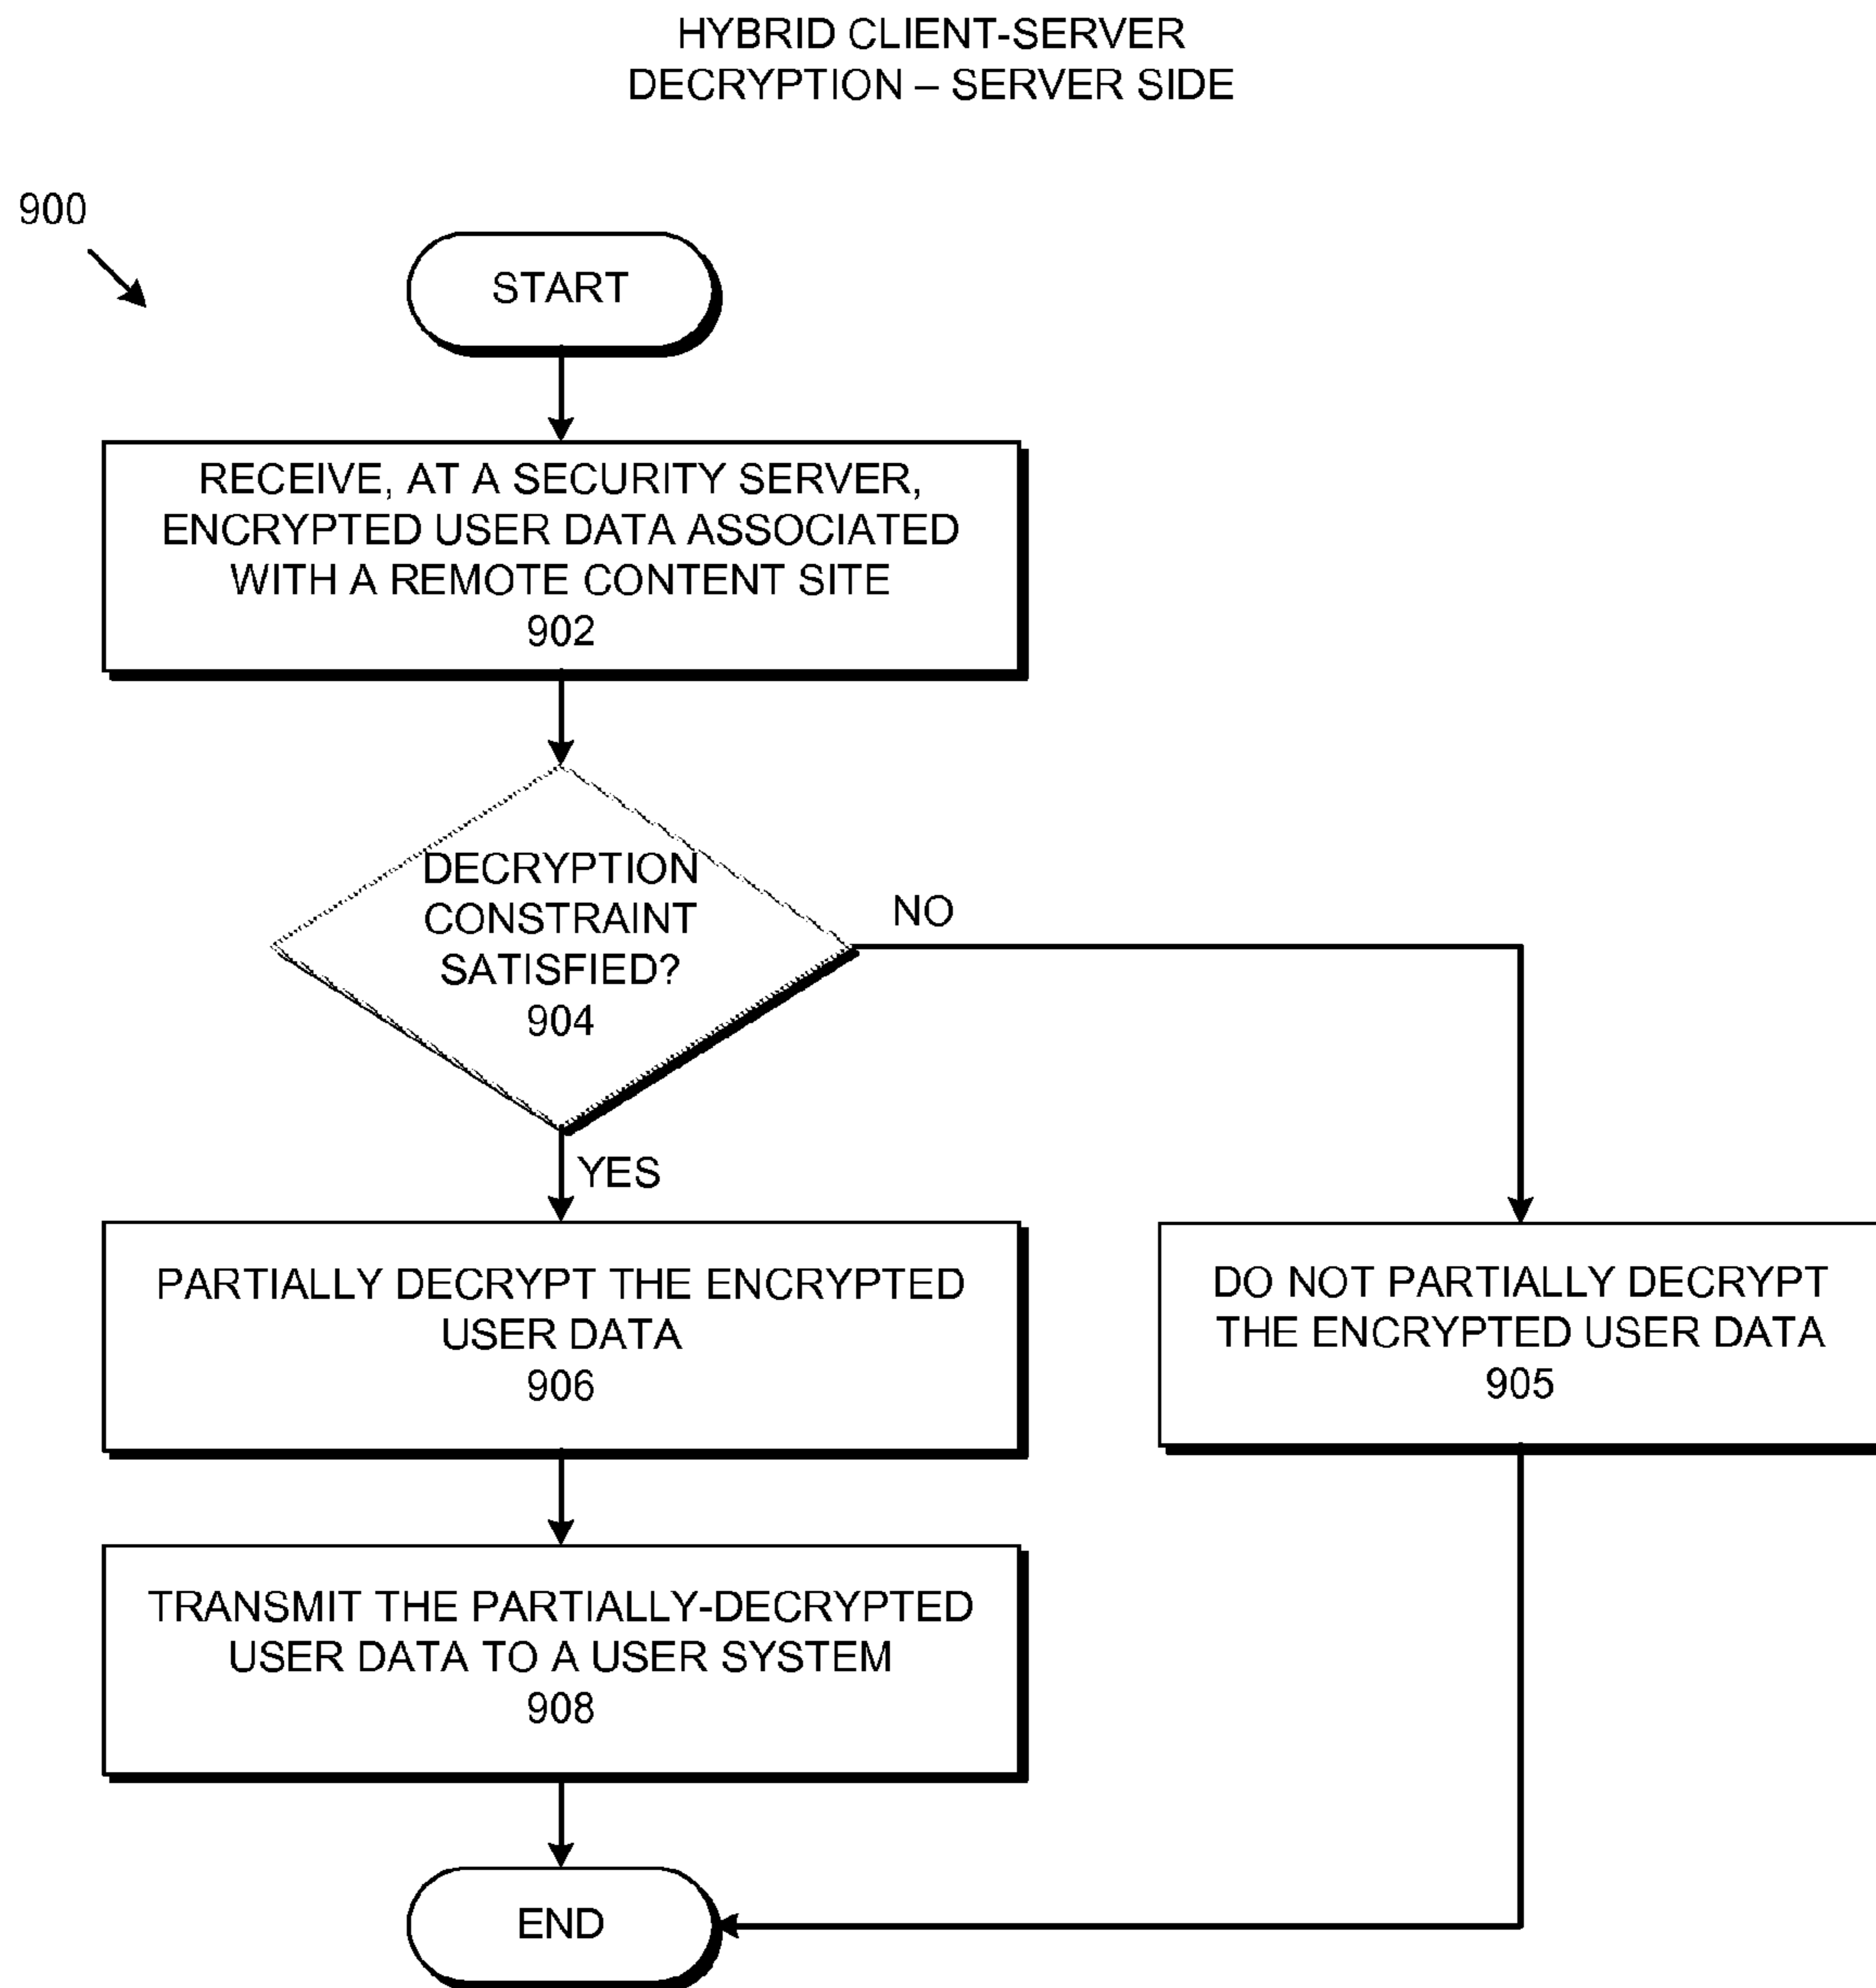 HYBRID CLIENT-SERVER
DECRYPTION – SERVER SIDE
900
START
RECEIVE, AT A SECURITY SERVER,
ENCRYPTED USER DATA ASSOCIATED
WITH A REMOTE CONTENT SITE
902
DECRYPTION
CONSTRAINT
SATISFIED?
904
NO
YES
PARTIALLY DECRYPT THE ENCRYPTED
USER DATA
906
DO NOT PARTIALLY DECRYPT
THE ENCRYPTED USER DATA
905
TRANSMIT THE PARTIALLY-DECRYPTED
USER DATA TO A USER SYSTEM
908
END